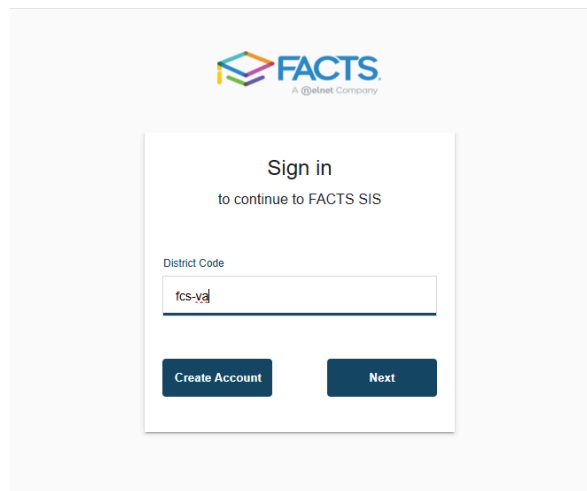 FACTS.
A nelnet Company
Sign in
to continue to FACTS SIS
District Code
fcs-va
Create Account Next